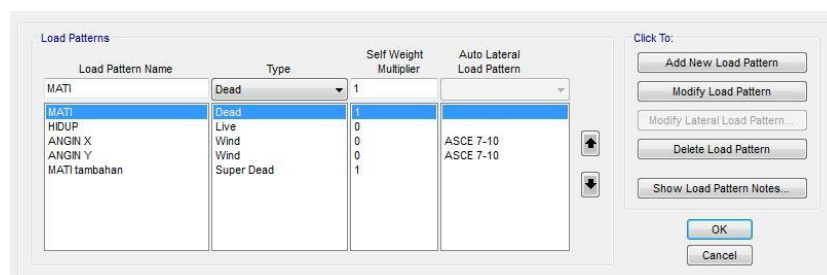 Load Patterns
Load Pattern Name Type Self Weight Multiplier Auto Lateral Load Pattern
MATI Dead 1
MATI Dead 1
HIDUP Live 0
ANGIN X Wind 0 ASCE 7-10
ANGIN Y Wind 0 ASCE 7-10
MATI tambahan Super Dead 1
Click To:
Add New Load Pattern
Modify Load Pattern
Modify Lateral Load Pattern...
Delete Load Pattern
Show Load Pattern Notes...
OK
Cancel